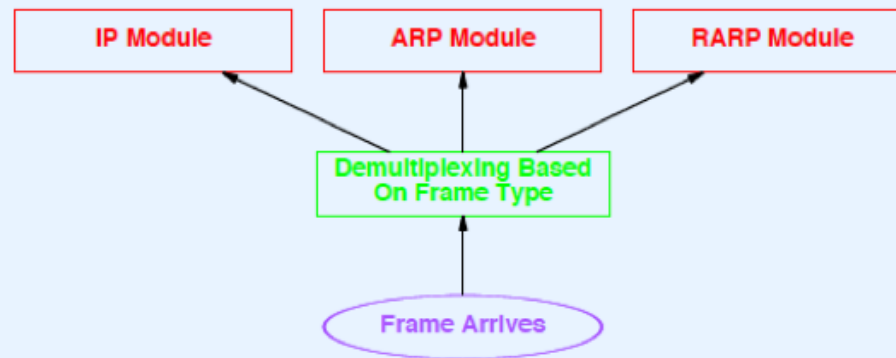 IP Module
ARP Module
RARP Module
Demultiplexing Based
On Frame Type
Frame Arrives